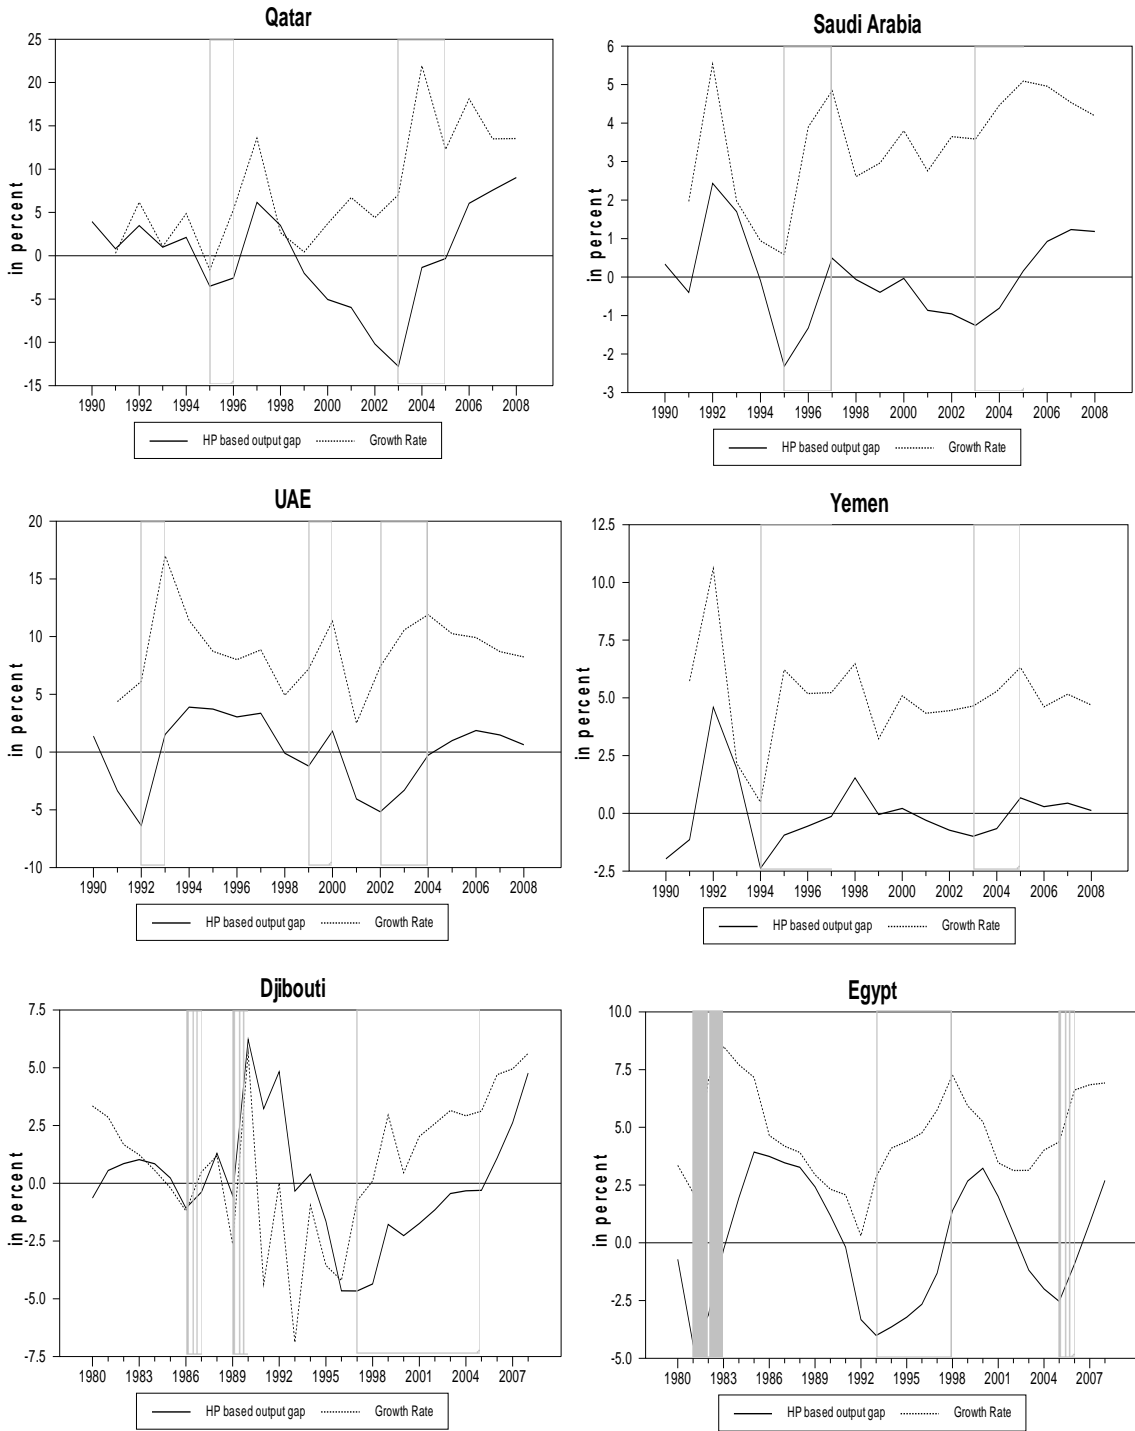 Qatar
25
20
15
10
5
0
-5
-10
-15
in percent
1990 1992 1994 1996 1998 2000 2002 2004 2006 2008
HP based output gap Growth Rate
Saudi Arabia
6
5
4
3
2
1
0
-1
-2
-3
in percent
1990 1992 1994 1996 1998 2000 2002 2004 2006 2008
HP based output gap Growth Rate
UAE
20
15
10
5
0
-5
-10
in percent
1990 1992 1994 1996 1998 2000 2002 2004 2006 2008
HP based output gap Growth Rate
Yemen
12.5
10.0
7.5
5.0
2.5
0.0
-2.5
in percent
1990 1992 1994 1996 1998 2000 2002 2004 2006 2008
HP based output gap Growth Rate
Djibouti
7.5
5.0
2.5
0.0
-2.5
-5.0
-7.5
in percent
1980 1983 1986 1989 1992 1995 1998 2001 2004 2007
HP based output gap Growth Rate
Egypt
10.0
7.5
5.0
2.5
0.0
-2.5
-5.0
in percent
1980 1983 1986 1989 1992 1995 1998 2001 2004 2007
HP based output gap Growth Rate